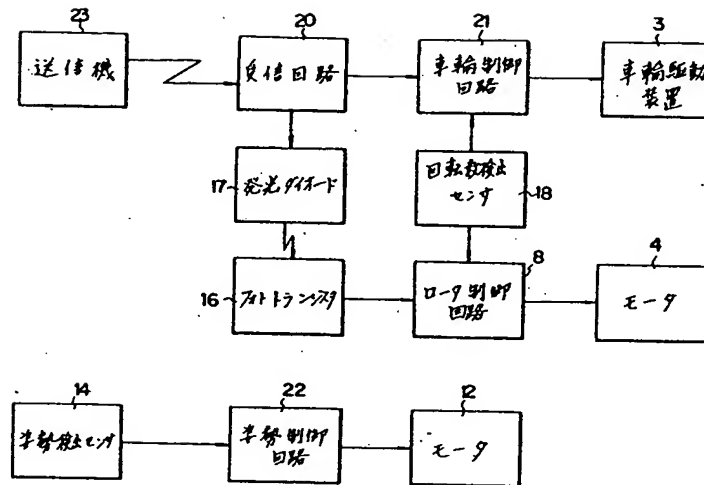 23
20
21
3
送信機
受信回路
車輪制御
回路
車輪駆動
装置
17
発光ダイオード
回転数検出
センサ
18
16
フォトトランジスタ
8
ロータ制御
回路
4
モータ
14
姿勢検出センサ
22
姿勢制御
回路
12
モータ